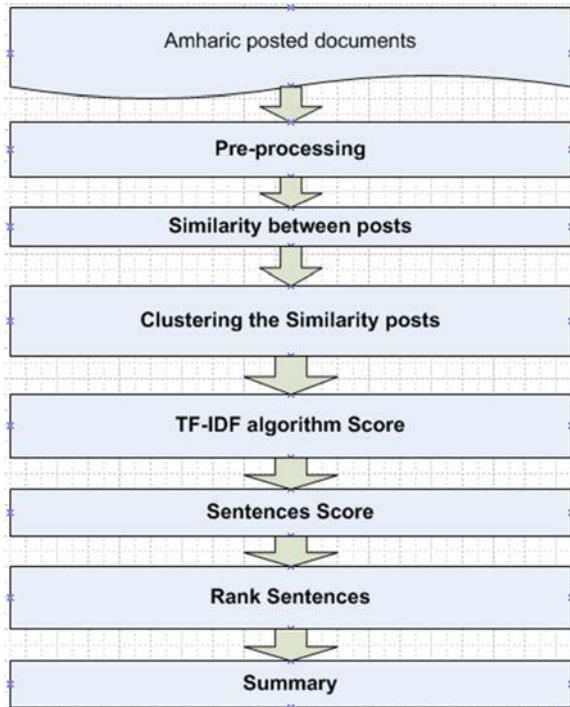 Amharic posted documents
Pre-processing
Similarity between posts
Clustering the Similarity posts
TF-IDF algorithm Score
Sentences Score
Rank Sentences
Summary